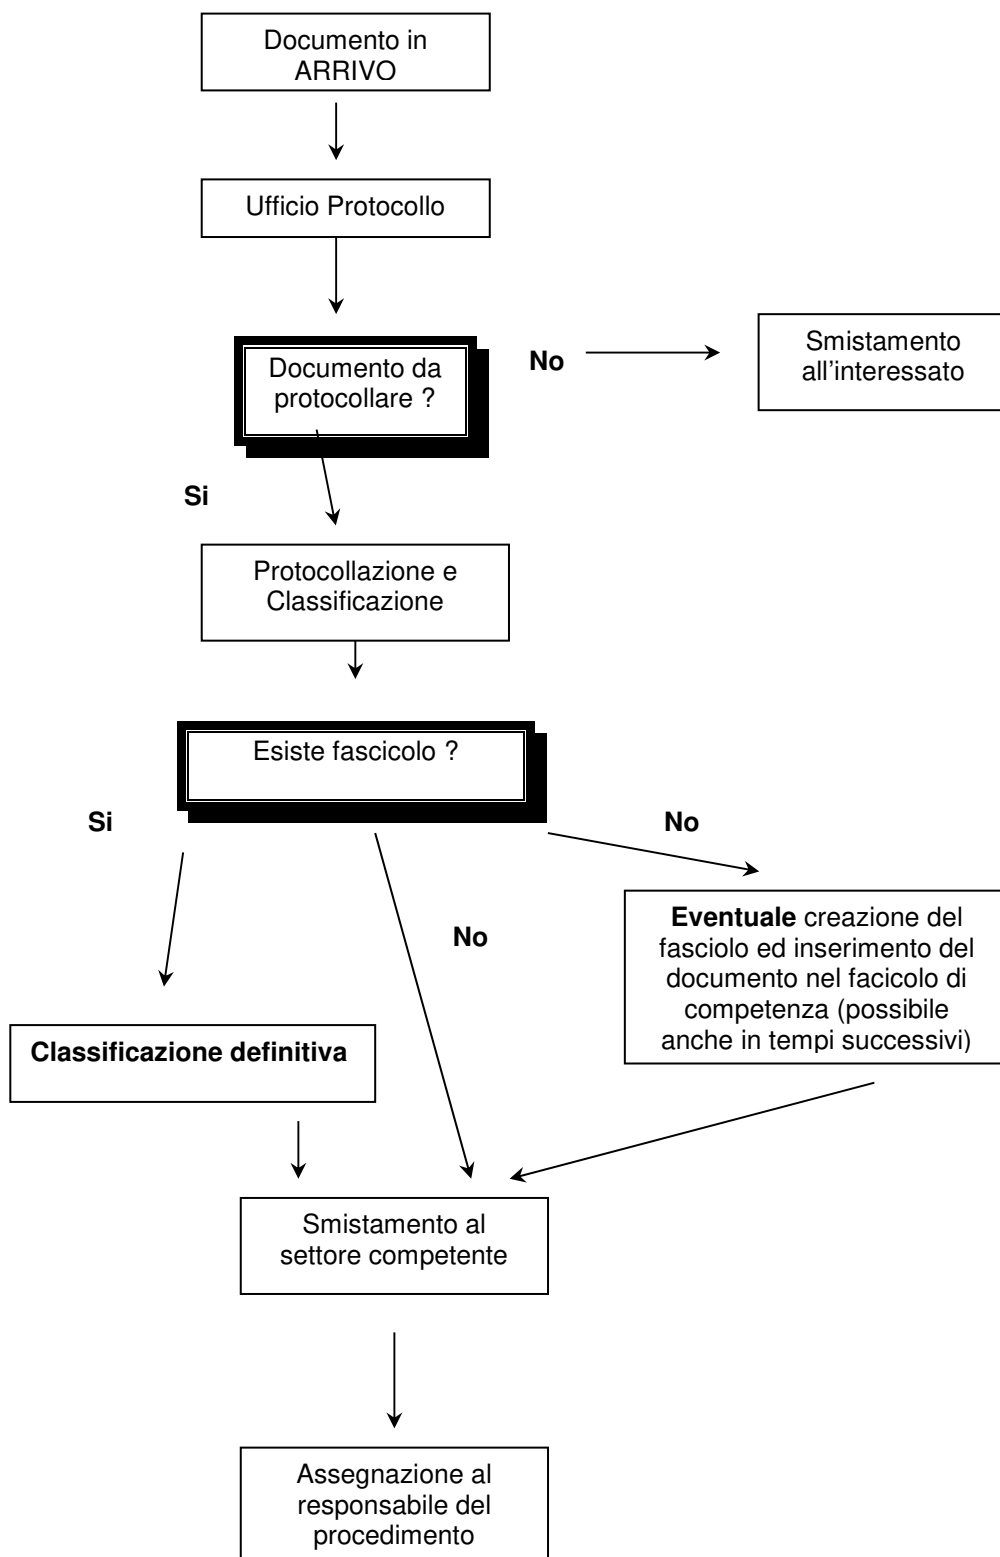 Documento in
ARRIVO
Ufficio Protocollo
Documento da
protocollare ?
No
Smistamento
all'interessato
Si
Protocollazione e
Classificazione
Esiste fascicolo ?
Si
No
No
Eventuale creazione del
fasciolo ed inserimento del
documento nel facicolo di
competenza (possibile
anche in tempi successivi)
Classificazione definitiva
Smistamento al
settore competente
Assegnazione al
responsabile del
procedimento